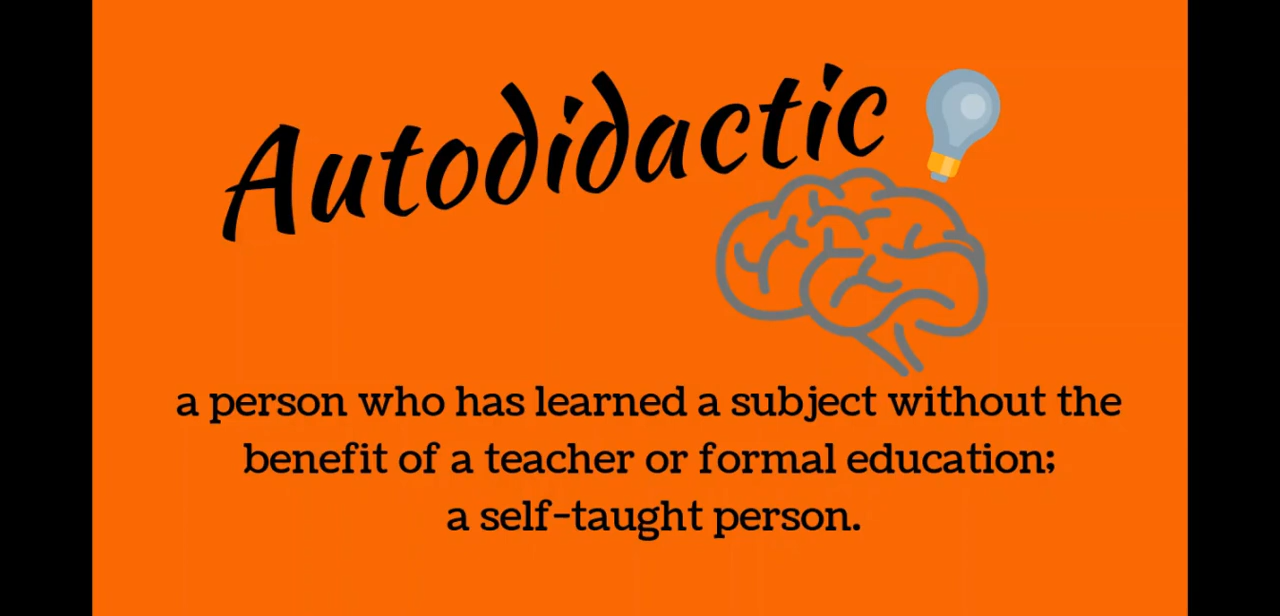 Autodidactic
a person who has learned a subject without the
benefit of a teacher or formal education;
a self-taught person.